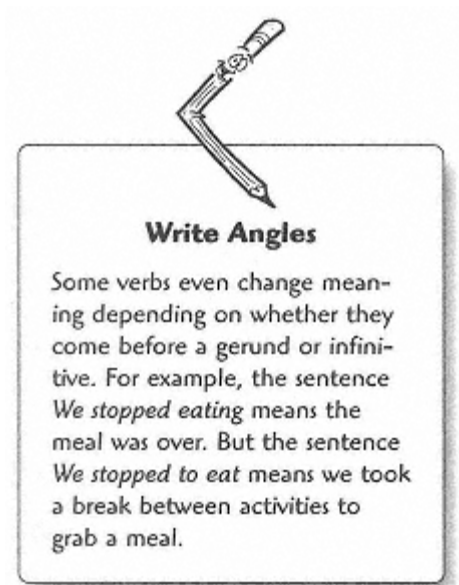 Write Angles
Some verbs even change mean-
ing depending on whether they
come before a gerund or infini-
tive. For example, the sentence
We stopped eating means the
meal was over. But the sentence
We stopped to eat means we took
a break between activities to
grab a meal.